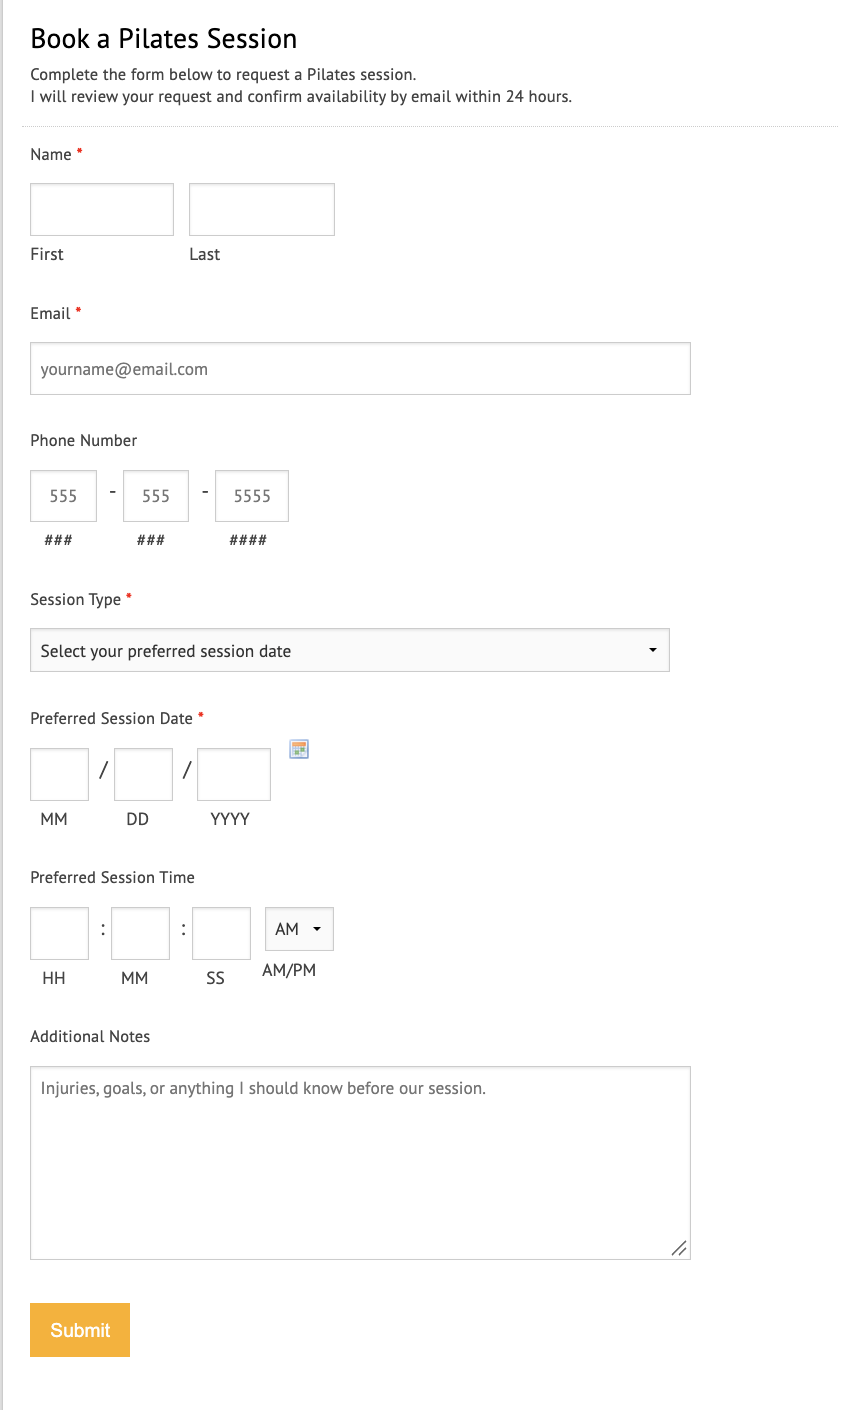 Book a Pilates Session
Complete the form below to request a Pilates session.
I will review your request and confirm availability by email within 24 hours.
Name *
First Last
Email *
yourname@email.com
Phone Number
555 - 555 - 5555
### ### ####
Session Type *
Select your preferred session date
Preferred Session Date *
/ /
MM DD YYYY
Preferred Session Time
: : AM
HH MM SS AM/PM
Additional Notes
Injuries, goals, or anything I should know before our session.
Submit